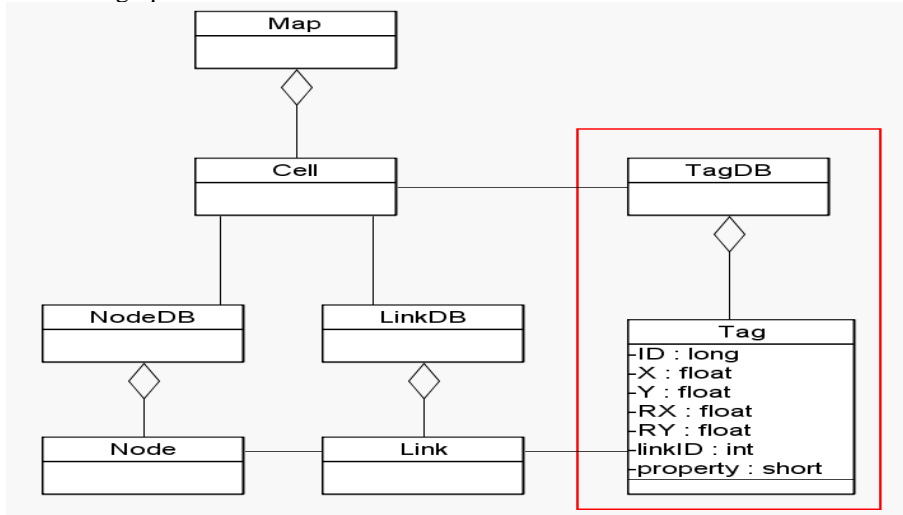 Map
Cell
TagDB
NodeDB
LinkDB
Tag
-ID : long
-X : float
-Y : float
-RX : float
-RY : float
-linkID : int
-property : short
Node
Link